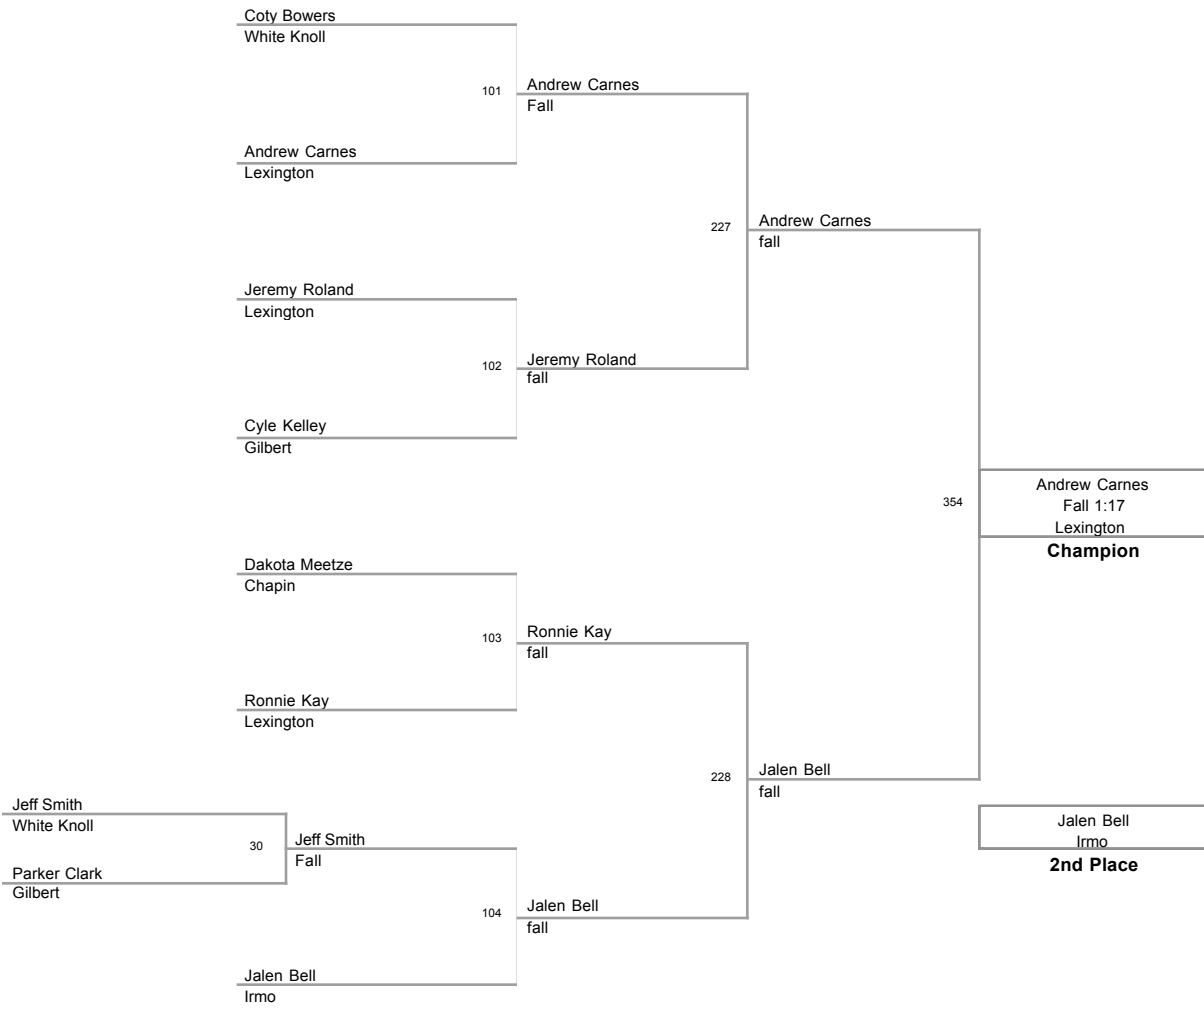 Coty Bowers
White Knoll
101
Andrew Carnes
Fall
Andrew Carnes
Lexington
227
Andrew Carnes
fall
Jeremy Roland
Lexington
102
Jeremy Roland
fall
Cyle Kelley
Gilbert
354
Andrew Carnes
Fall 1:17
Lexington
Champion
Dakota Meetze
Chapin
103
Ronnie Kay
fall
Ronnie Kay
Lexington
228
Jalen Bell
fall
Jeff Smith
White Knoll
30
Jeff Smith
Fall
Parker Clark
Gilbert
Jalen Bell
Irmo
2nd Place
104
Jalen Bell
fall
Jalen Bell
Irmo